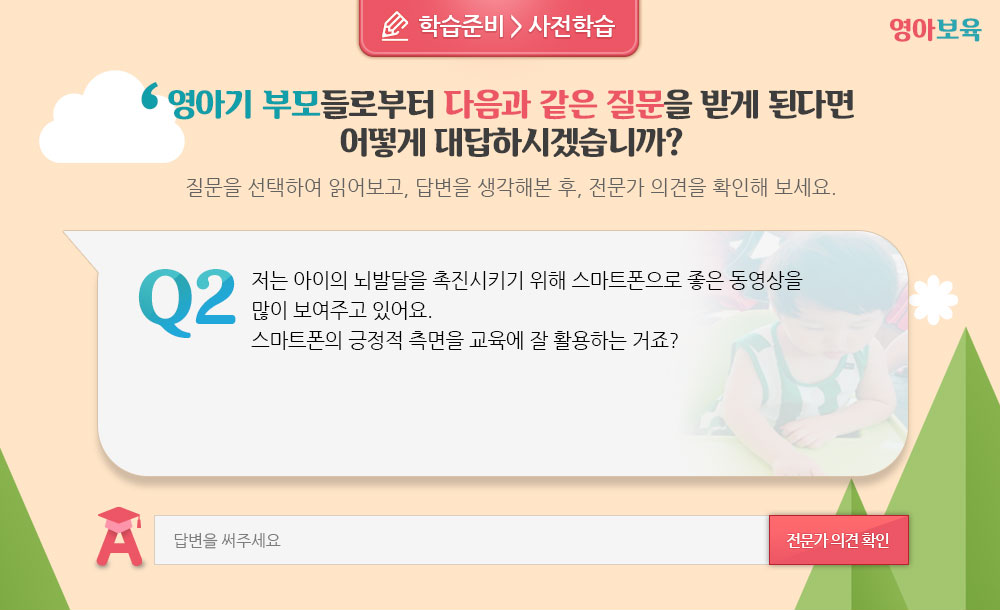 학습준비 > 사전학습
영아보육
‘영아기 부모들로부터 다음과 같은 질문을 받게 된다면
어떻게 대답하시겠습니까?
질문을 선택하여 읽어보고, 답변을 생각해본 후, 전문가 의견을 확인해 보세요.
Q2
저는 아이의 뇌발달을 촉진시키기 위해 스마트폰으로 좋은 동영상을
많이 보여주고 있어요.
스마트폰의 긍정적 측면을 교육에 잘 활용하는 거죠?
A
답변을 써주세요
전문가 의견 확인